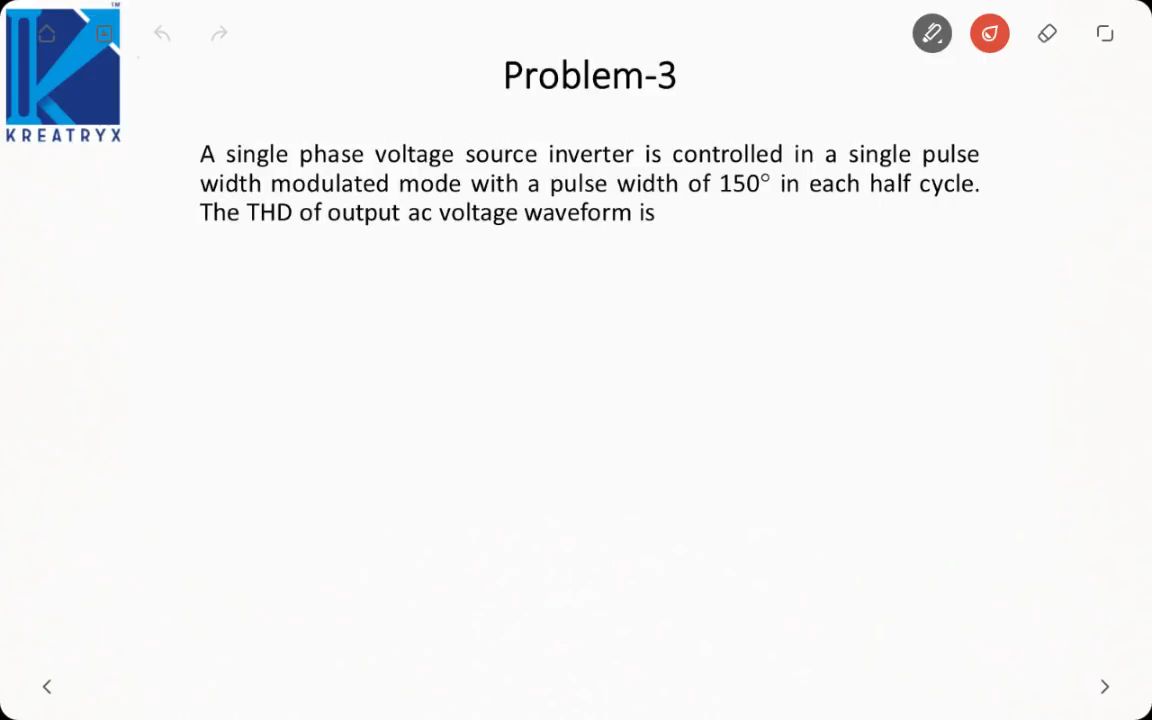 TM
KREATRYX
Problem-3
A single phase voltage source inverter is controlled in a single pulse
width modulated mode with a pulse width of 150° in each half cycle.
The THD of output ac voltage waveform is